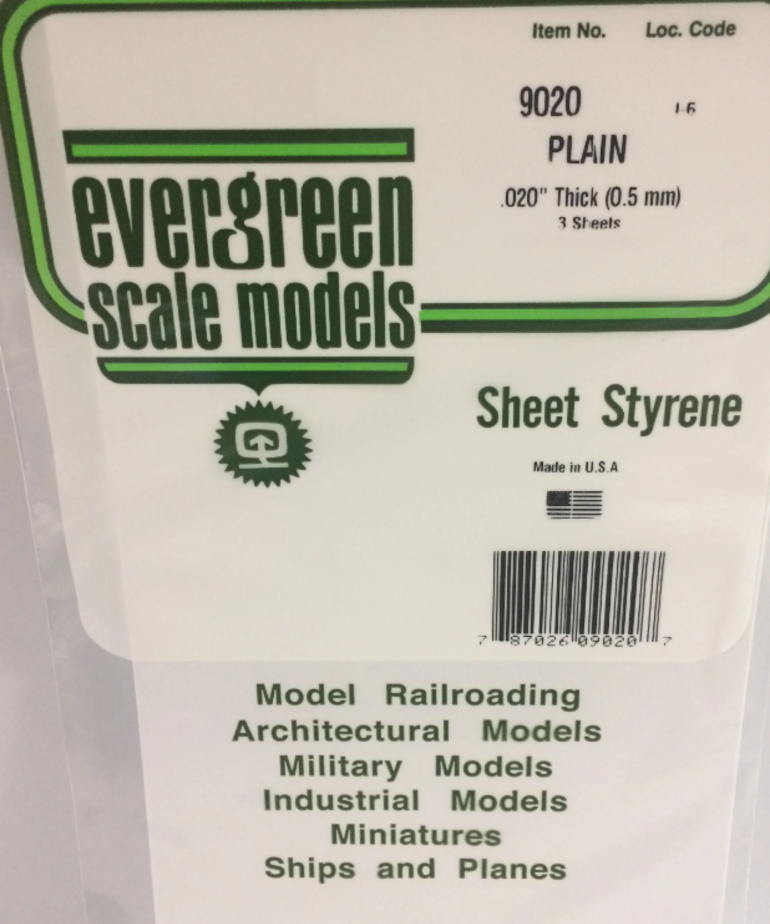 Item No. Loc. Code
9020 1-6
PLAIN
.020" Thick (0.5 mm)
3 Sheets
evergreen
scale models
Sheet Styrene
Made in U.S.A
7 87026 09020 7
Model Railroading
Architectural Models
Military Models
Industrial Models
Miniatures
Ships and Planes